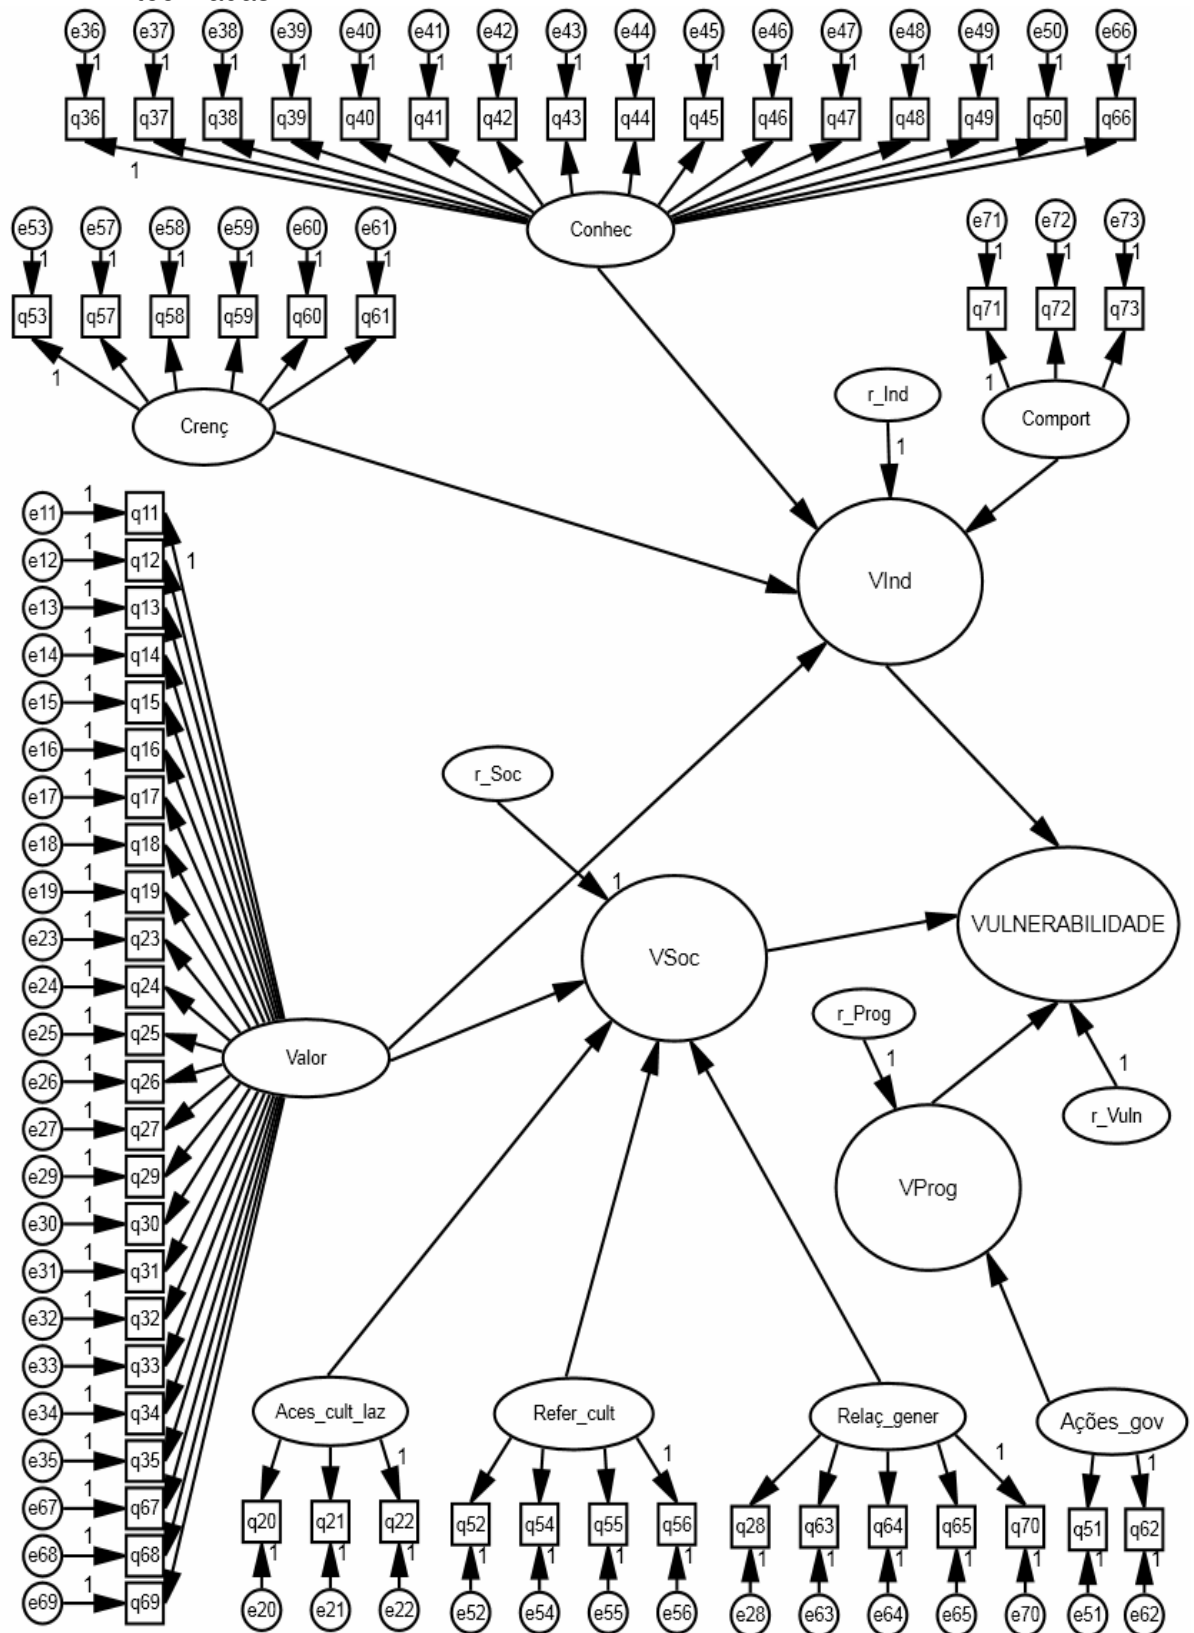 e36 e37 e38 e39 e40 e41 e42 e43 e44 e45 e46 e47 e48 e49 e50 e66
1 1 1 1 1 1 1 1 1 1 1 1 1 1 1 1
q36 q37 q38 q39 q40 q41 q42 q43 q44 q45 q46 q47 q48 q49 q50 q66
1
Conhec
e53 e57 e58 e59 e60 e61
1 1 1 1 1 1
q53 q57 q58 q59 q60 q61
1
Crenç
e71 e72 e73
1 1 1
q71 q72 q73
1
Comport
r_Ind
1
VInd
e11 1 q11
1
e12 1 q12
e13 1 q13
e14 1 q14
e15 1 q15
e16 1 q16
e17 1 q17
e18 1 q18
e19 1 q19
e23 1 q23
e24 1 q24
e25 1 q25
e26 1 q26
e27 1 q27
e29 1 q29
e30 1 q30
e31 1 q31
e32 1 q32
e33 1 q33
e34 1 q34
e35 1 q35
e67 1 q67
e68 1 q68
e69 1 q69
Valor
r_Soc
1
VSoc
VULNERABILIDADE
r_Prog
1
1
r_Vuln
VProg
Aces_cult_laz
1
q20 q21 q22
1 1 1
e20 e21 e22
Refer_cult
1
q52 q54 q55 q56
1 1 1 1
e52 e54 e55 e56
Relaç_gener
1
q28 q63 q64 q65 q70
1 1 1 1 1
e28 e63 e64 e65 e70
Ações_gov
1
q51 q62
1 1
e51 e62